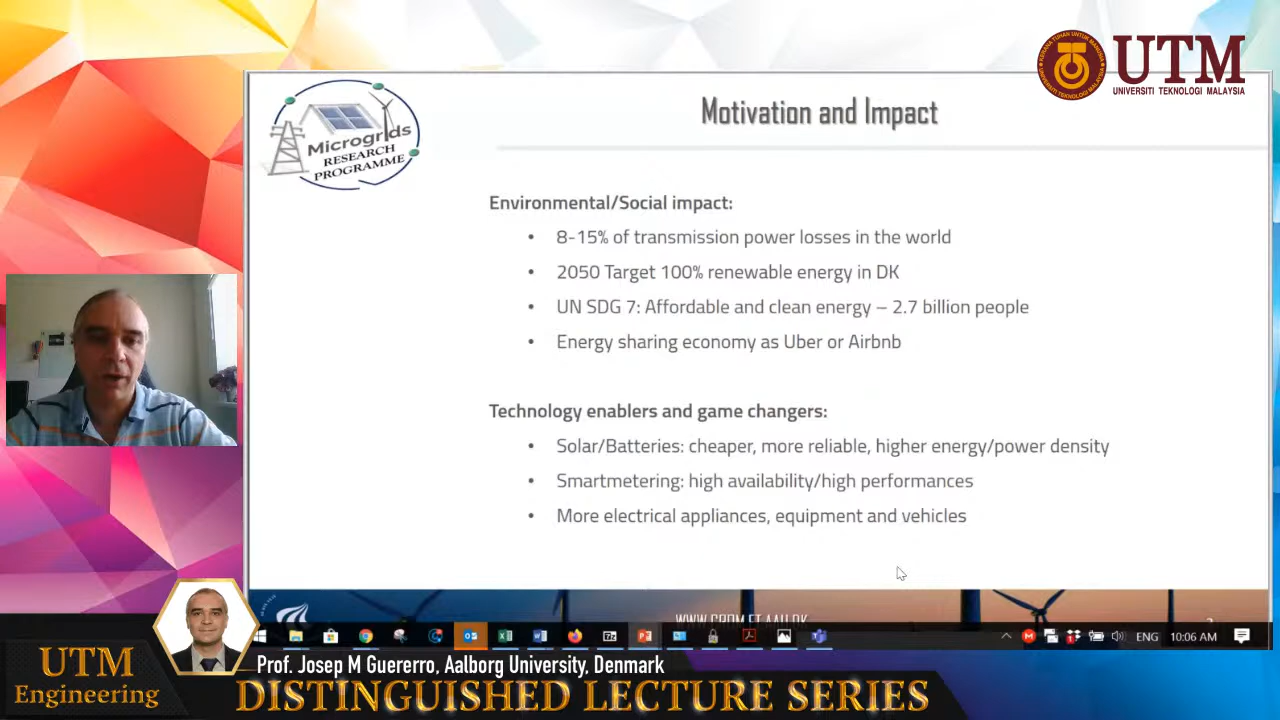 UTM
UNIVERSITI TEKNOLOGI MALAYSIA
Microgrids
RESEARCH
PROGRAMME
Motivation and Impact
Environmental/Social impact:
• 8-15% of transmission power losses in the world
• 2050 Target 100% renewable energy in DK
• UN SDG 7: Affordable and clean energy – 2.7 billion people
• Energy sharing economy as Uber or Airbnb
Technology enablers and game changers:
• Solar/Batteries: cheaper, more reliable, higher energy/power density
• Smartmetering: high availability/high performances
• More electrical appliances, equipment and vehicles
ENG
10:06 AM
Prof. Josep M Guererro, Aalborg University, Denmark
UTM
Engineering
DISTINGUISHED LECTURE SERIES